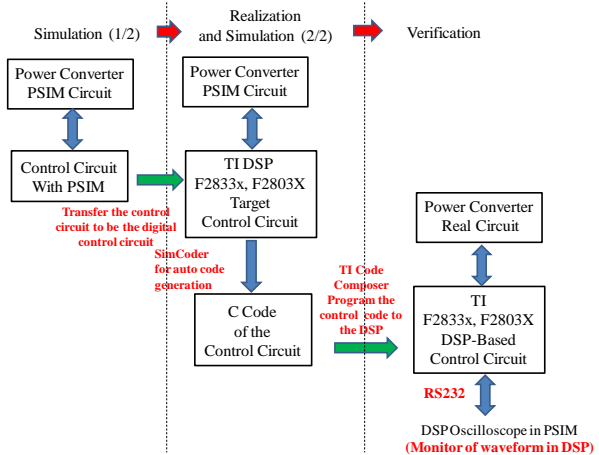 Simulation (1/2)
Realization
and Simulation (2/2)
Verification
Power Converter
PSIM Circuit
Control Circuit
With PSIM
Transfer the control
circuit to be the digital
control circuit
Power Converter
PSIM Circuit
TI DSP
F2833x, F2803X
Target
Control Circuit
SimCoder
for auto code
generation
C Code
of the
Control Circuit
TI Code
Composer
Program the
control code to
the DSP
Power Converter
Real Circuit
TI
F2833x, F2803X
DSP-Based
Control Circuit
RS232
DSP Oscilloscope in PSIM
(Monitor of waveform in DSP)